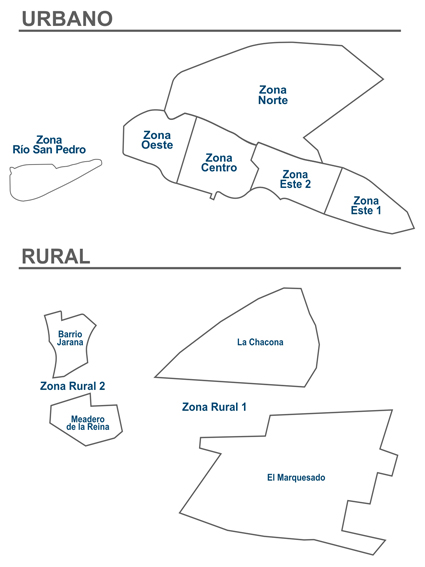 URBANO
Zona
Norte
Zona
Oeste
Zona
Río San Pedro
Zona
Centro
Zona
Este 2
Zona
Este 1
RURAL
Barrio
Jarana
La Chacona
Zona Rural 2
Zona Rural 1
Meadero
de la Reina
El Marquesado